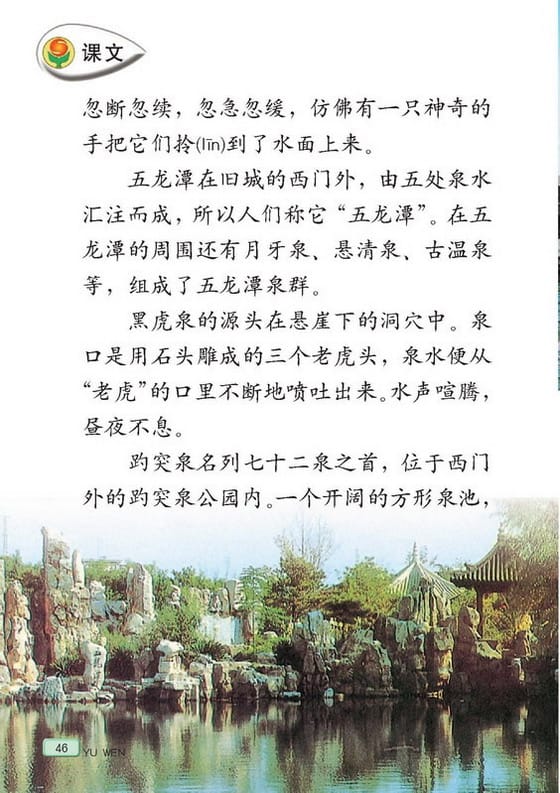 课文
忽断忽续，忽急忽缓，仿佛有一只神奇的
手把它们拎(līn)到了水面上来。
五龙潭在旧城的西门外，由五处泉水
汇注而成，所以人们称它“五龙潭”。在五
龙潭的周围还有月牙泉、悬清泉、古温泉
等，组成了五龙潭泉群。
黑虎泉的源头在悬崖下的洞穴中。泉
口是用石头雕成的三个老虎头，泉水便从
“老虎”的口里不断地喷吐出来。水声喧腾，
昼夜不息。
趵突泉名列七十二泉之首，位于西门
外的趵突泉公园内。一个开阔的方形泉池，
46 YU WEN